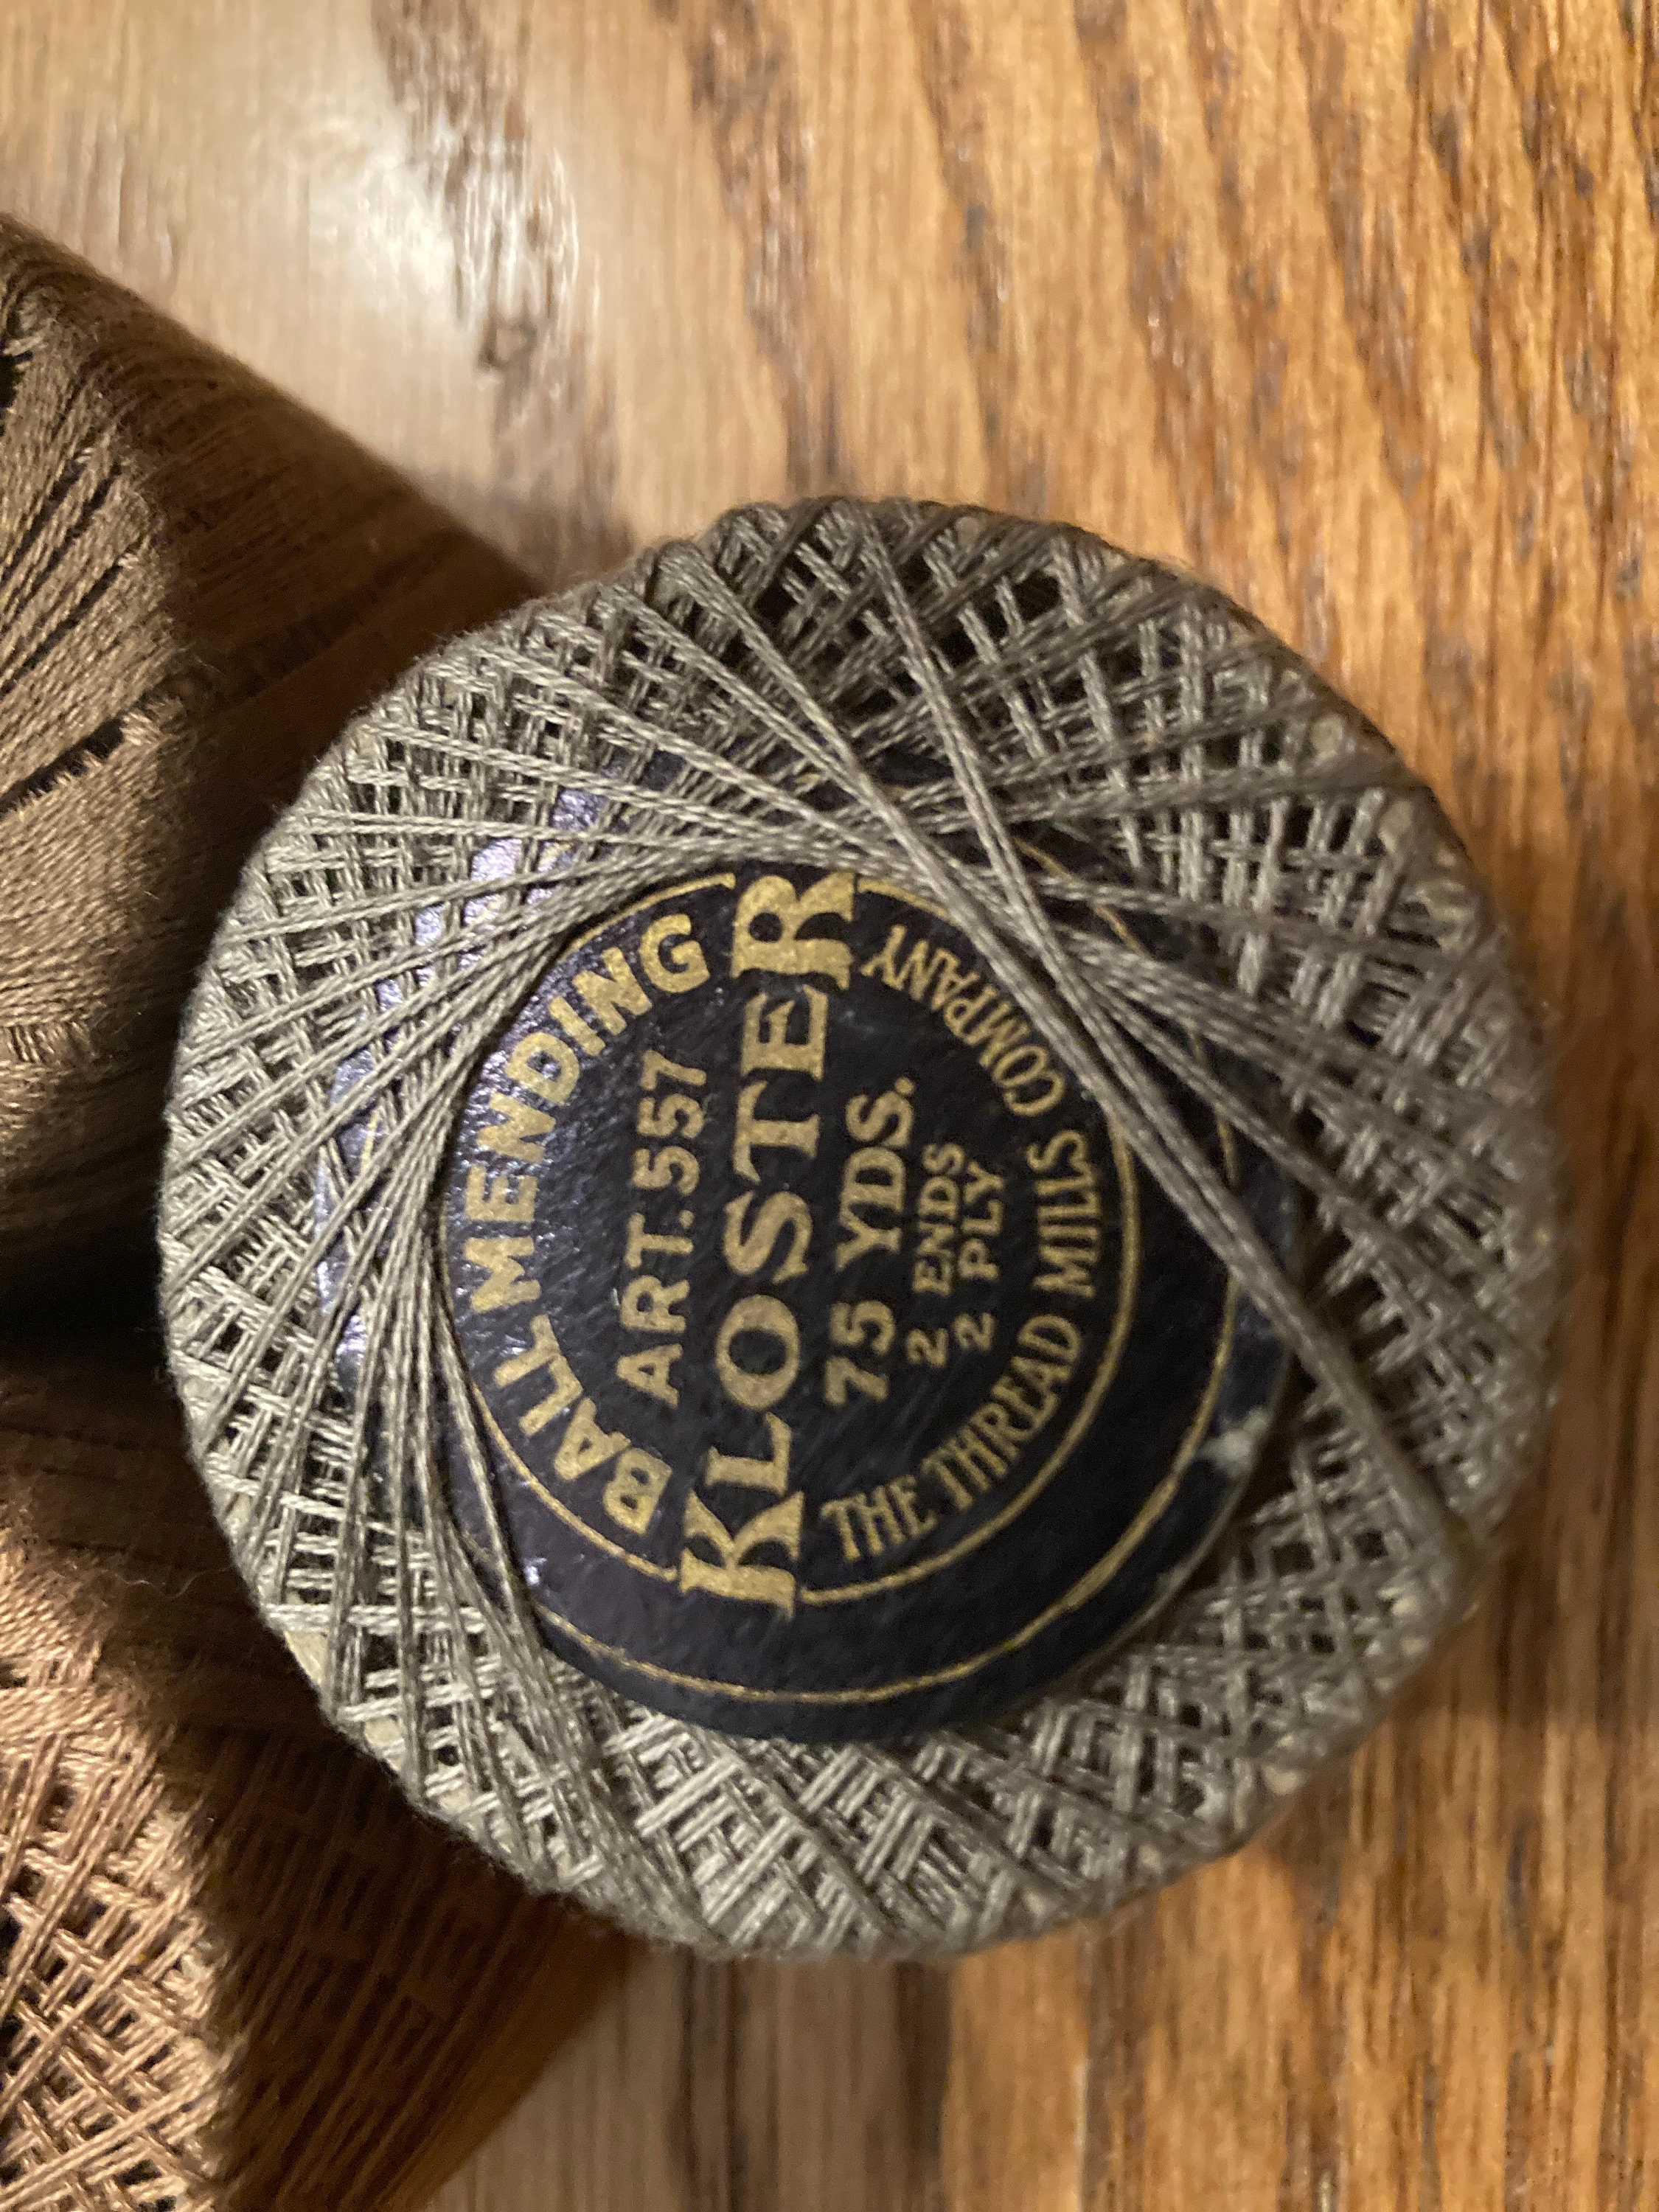 BALL MENDING
ART. 557
KLOSTER
75 YDS.
2 ENDS
2 PLY
THE THREAD MILLS COMPANY